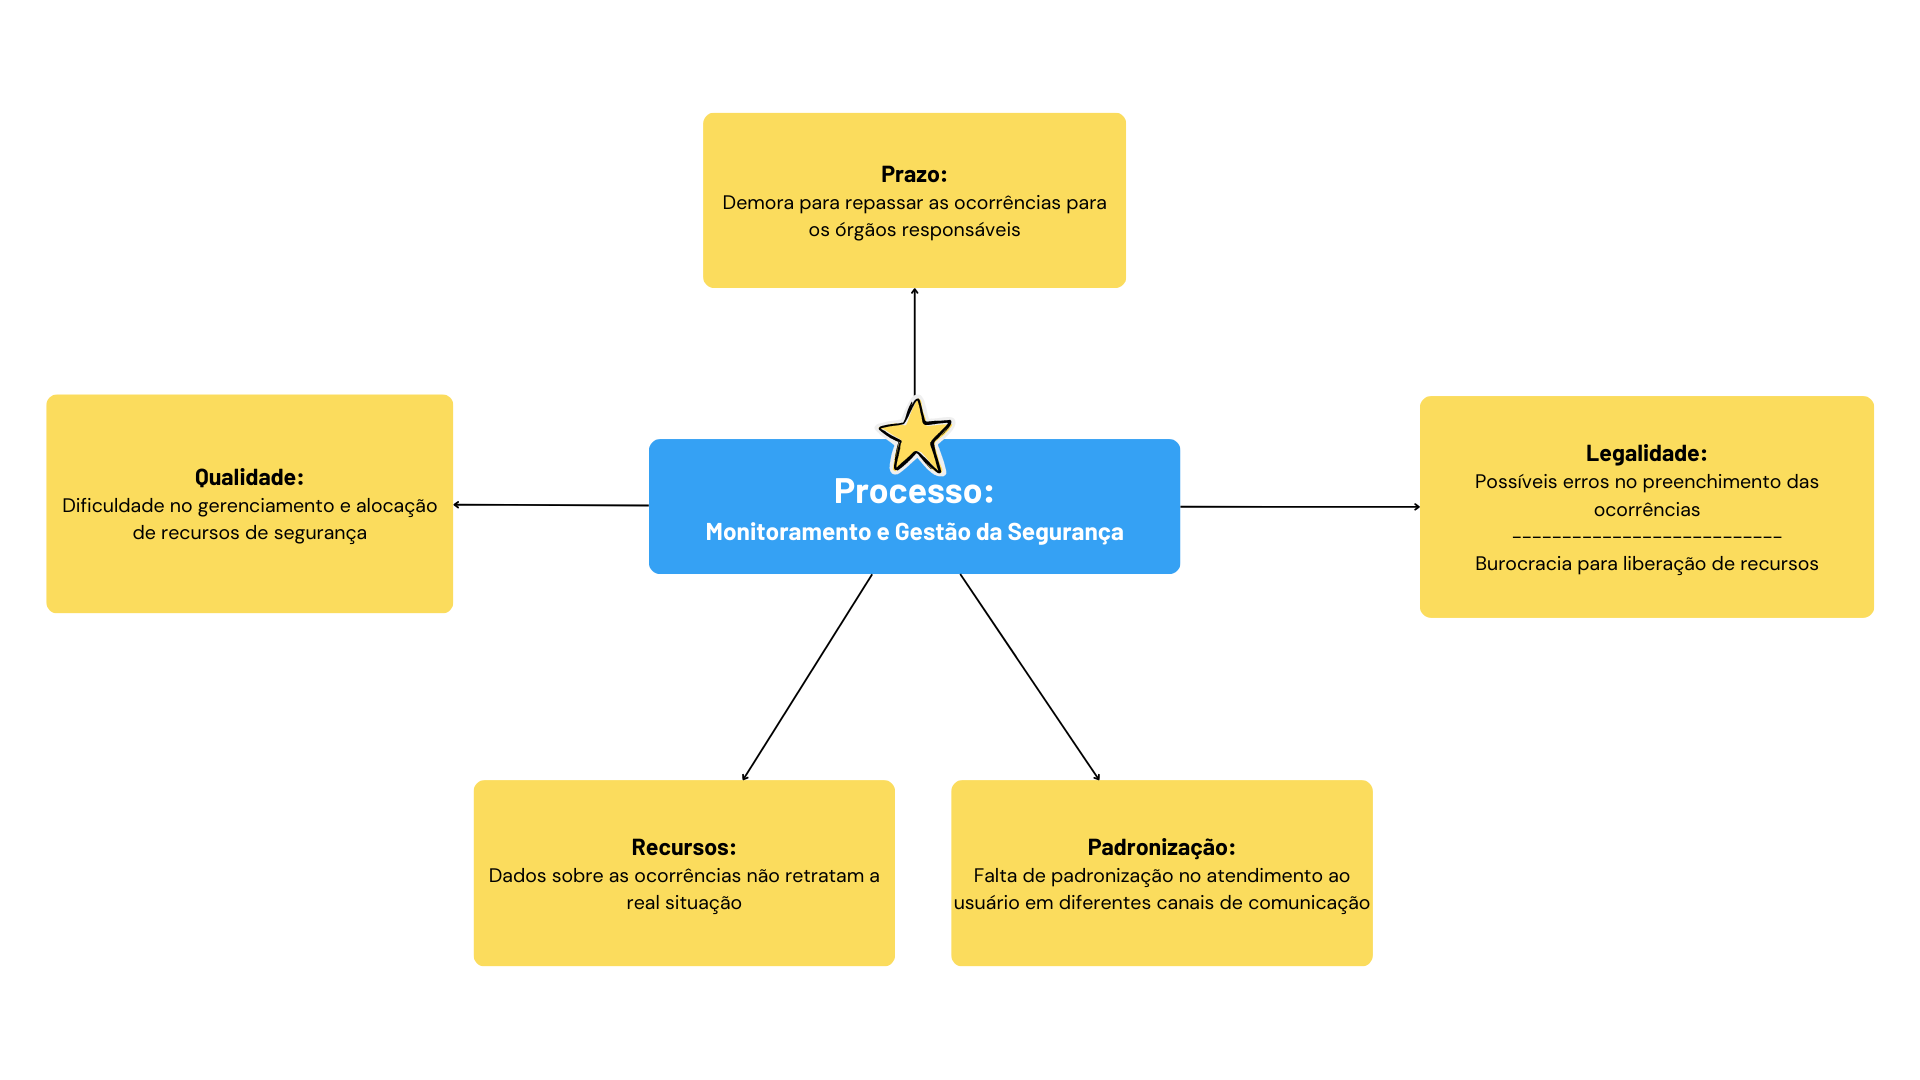 Prazo:
Demora para repassar as ocorrências para
os órgãos responsáveis
Qualidade:
Dificuldade no gerenciamento e alocação
de recursos de segurança
Processo:
Monitoramento e Gestão da Segurança
Legalidade:
Possíveis erros no preenchimento das
ocorrências
---------------------------
Burocracia para liberação de recursos
Recursos:
Dados sobre as ocorrências não retratam a
real situação
Padronização:
Falta de padronização no atendimento ao
usuário em diferentes canais de comunicação